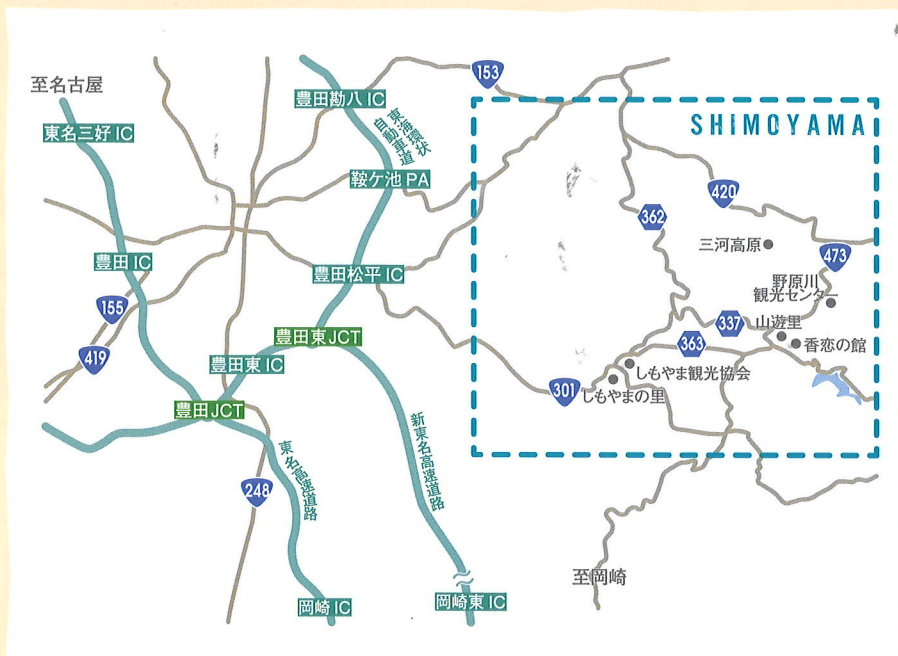 至名古屋
東名三好 IC
豊田勘八 IC
東海環状
自動車道
鞍ケ池 PA
153
SHIMOYAMA
420
362
三河高原
473
野原川
観光センター
豊田 IC
豊田松平 IC
155
419
豊田東JCT
豊田東 IC
337
山遊里
363
香恋の館
しもやま観光協会
301
しもやまの里
豊田JCT
新東名高速道路
東名高速道路
248
至岡崎
岡崎 IC
岡崎東 IC